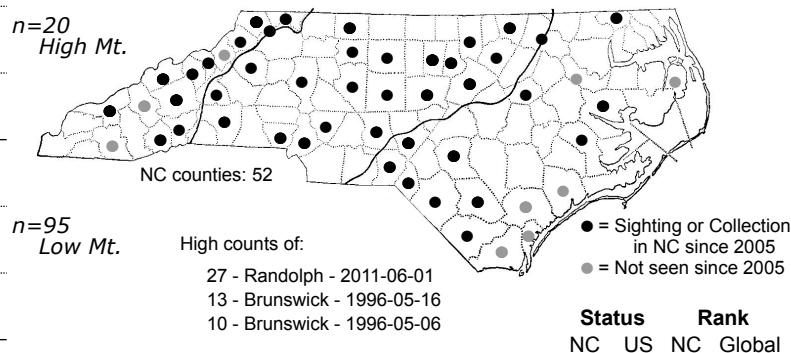 n=20
High Mt.
NC counties: 52
n=95
Low Mt.
High counts of:
27 - Randolph - 2011-06-01
13 - Brunswick - 1996-05-16
10 - Brunswick - 1996-05-06
= Sighting or Collection
in NC since 2005
= Not seen since 2005
Status Rank
NC US NC Global